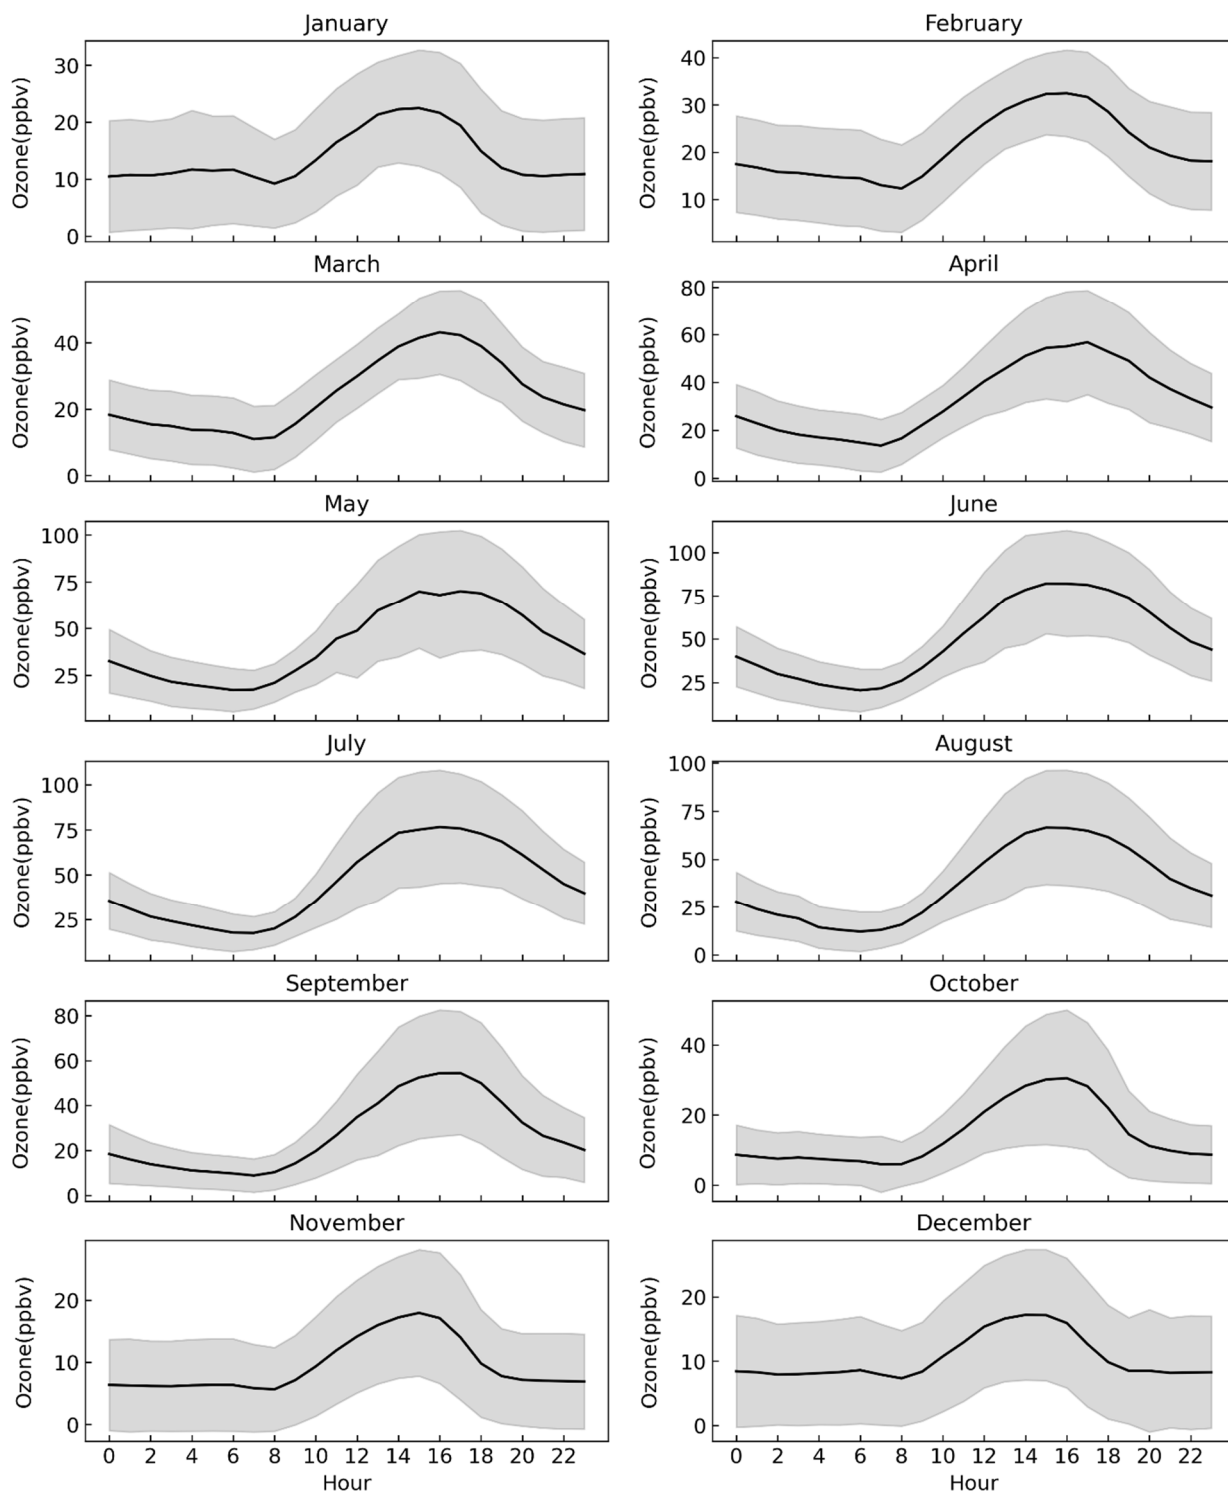 January
Ozone(ppbv)
30
20
10
0
February
Ozone(ppbv)
40
30
20
10
March
Ozone(ppbv)
40
20
0
April
Ozone(ppbv)
80
60
40
20
0
May
Ozone(ppbv)
100
75
50
25
June
Ozone(ppbv)
100
75
50
25
July
Ozone(ppbv)
100
75
50
25
August
Ozone(ppbv)
100
75
50
25
0
September
Ozone(ppbv)
80
60
40
20
0
October
Ozone(ppbv)
40
20
0
November
Ozone(ppbv)
20
10
0
0 2 4 6 8 10 12 14 16 18 20 22
Hour
December
Ozone(ppbv)
20
10
0
0 2 4 6 8 10 12 14 16 18 20 22
Hour